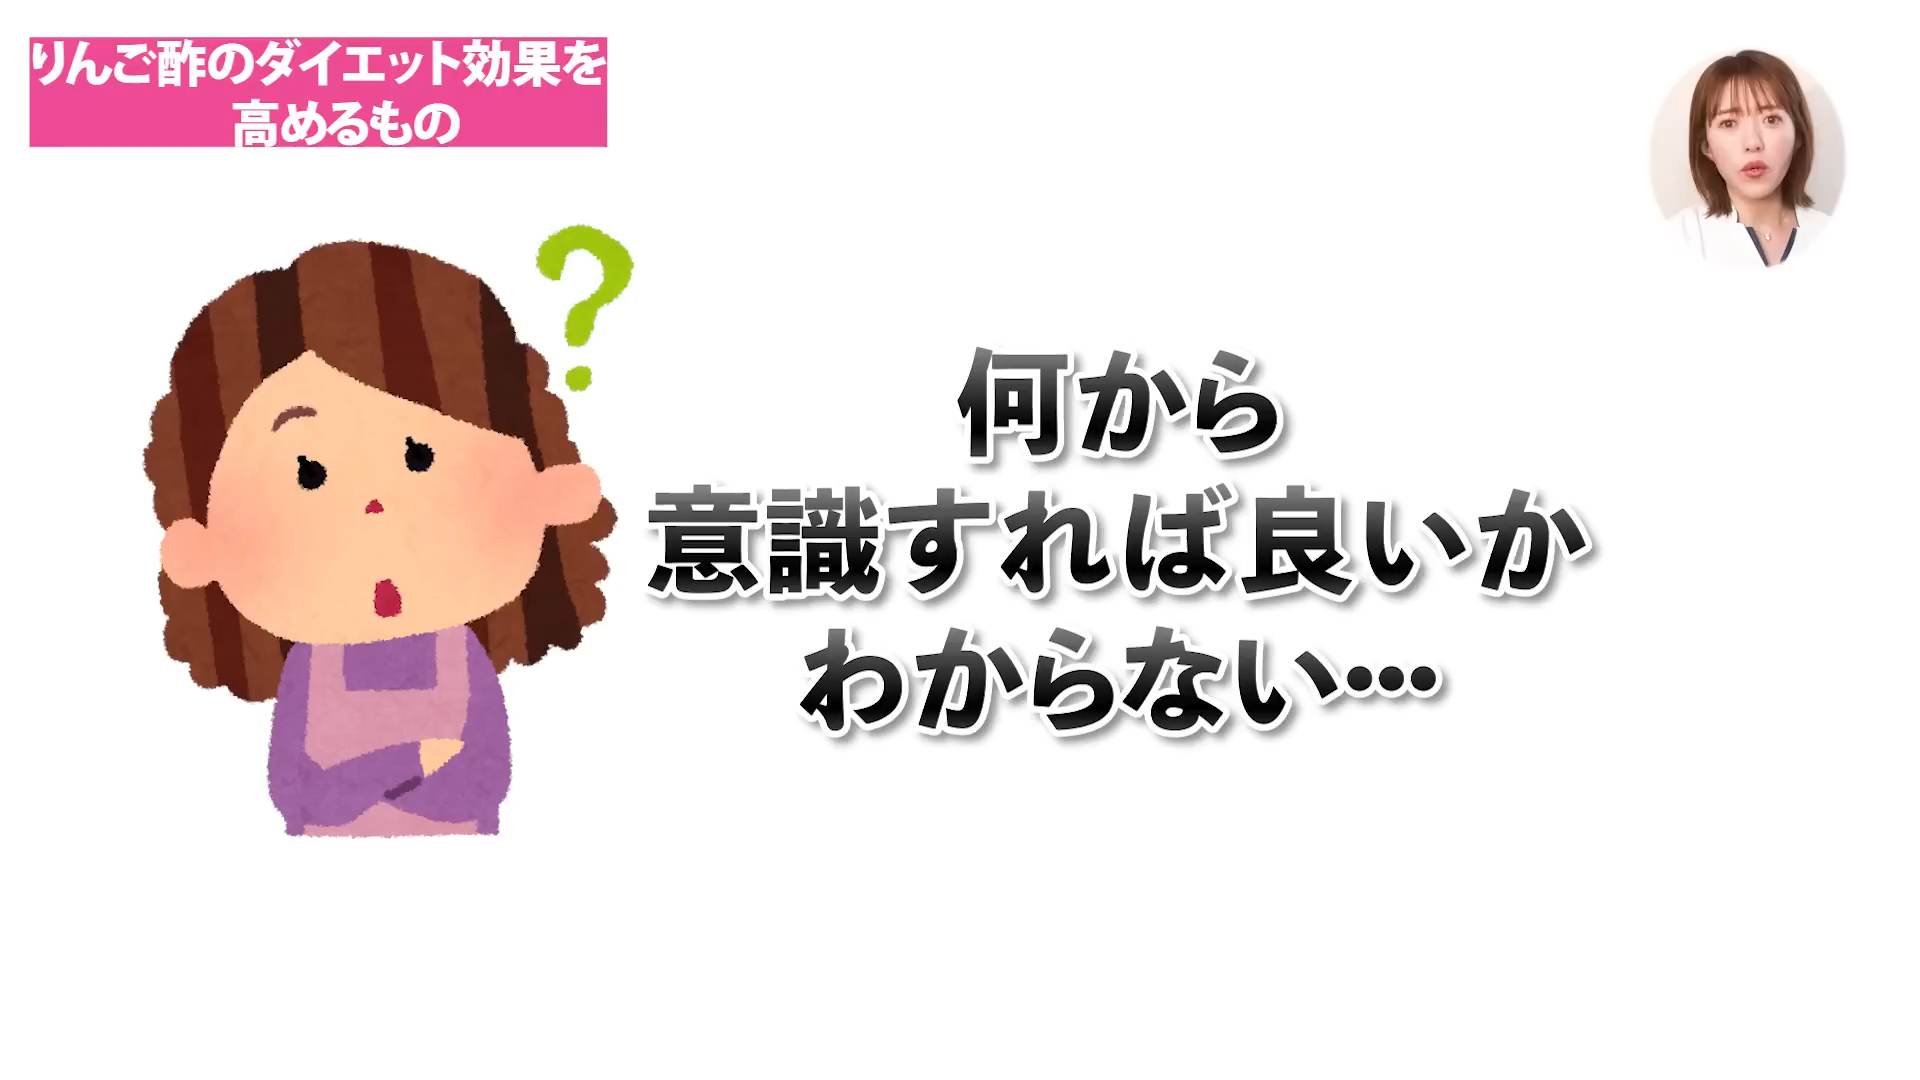 りんご酢のダイエット効果を
高めるもの
?
何から
意識すれば良いか
わからない…